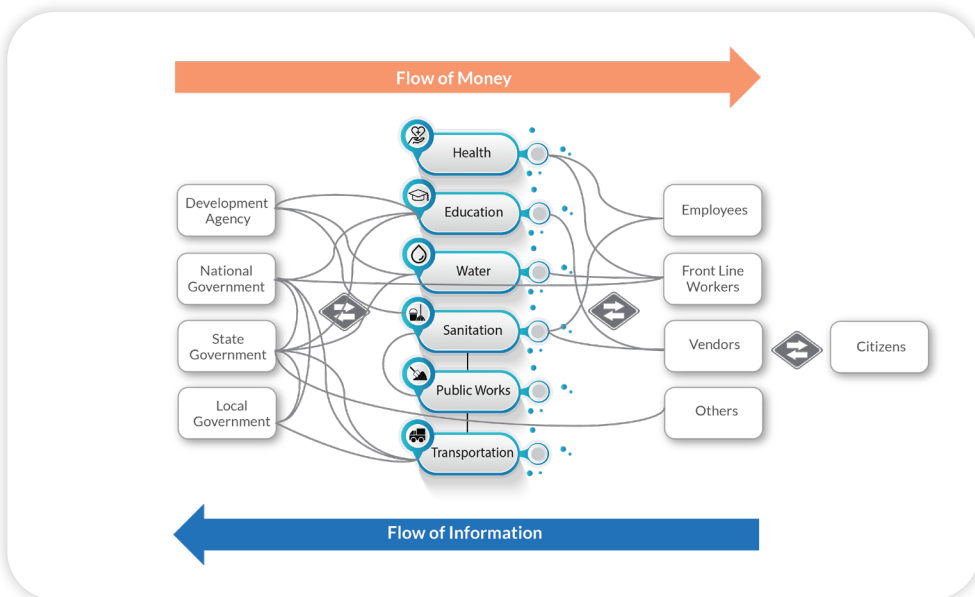 Flow of Money
Development
Agency
National
Government
State
Government
Local
Government
Health
Education
Water
Sanitation
Public Works
Transportation
Employees
Front Line
Workers
Vendors
Others
Citizens
Flow of Information